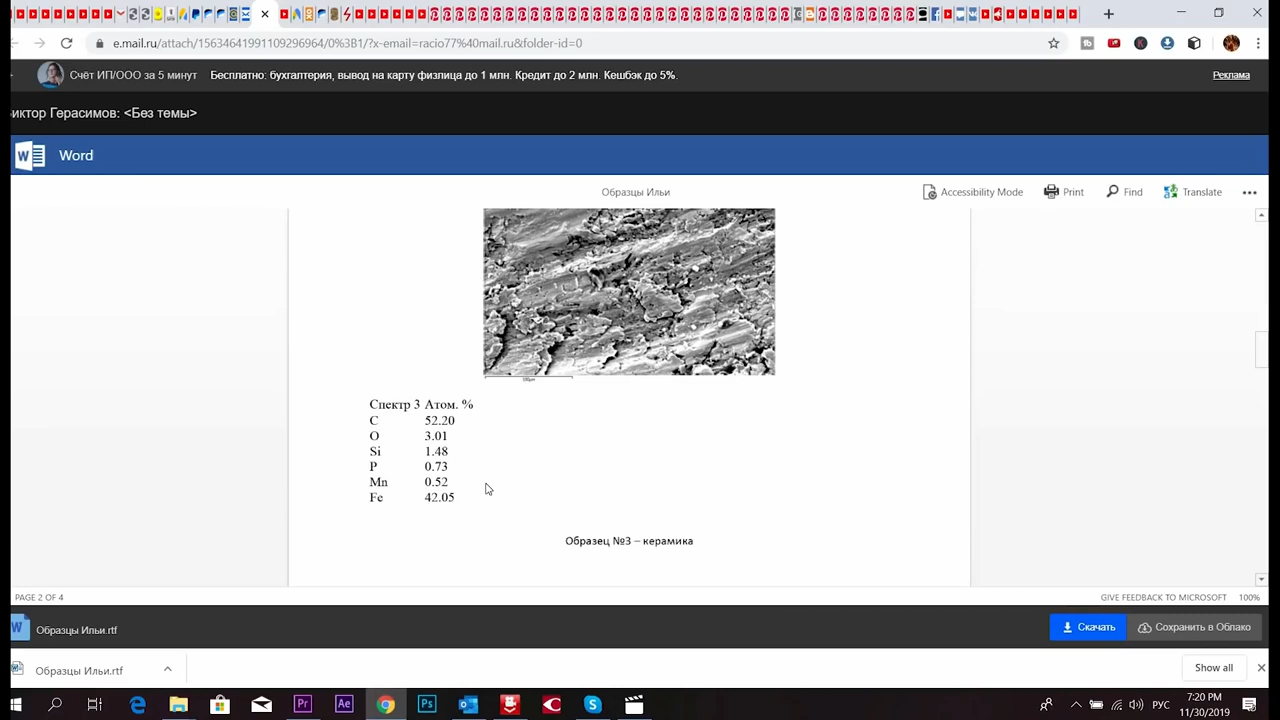 e.mail.ru/attach/15634641991109296964/0%3B1/?x-email=racio77%40mail.ru&folder-id=0
Счёт ИП/ООО за 5 минут Бесплатно: бухгалтерия, вывод на карту физлица до 1 млн. Кредит до 2 млн. Кешбэк до 5%. Реклама
иктор Герасимов: <Без темы>
Word
Образцы Ильи Accessibility Mode Print Find Translate
100µm
Спектр 3 Атом. %
C 52.20
O 3.01
Si 1.48
P 0.73
Mn 0.52
Fe 42.05
Образец №3 – керамика
PAGE 2 OF 4 GIVE FEEDBACK TO MICROSOFT 100%
Образцы Ильи.rtf Скачать Сохранить в Облако
Образцы Ильи.rtf Show all
7:20 PM
РУС
11/30/2019